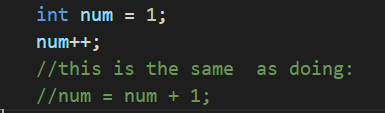 int num = 1;
num++;
//this is the same  as doing:
//num = num + 1;